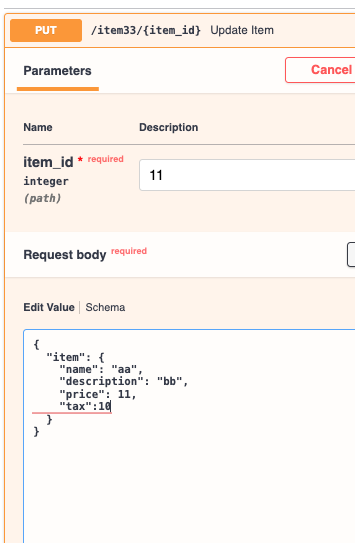 PUT /item33/{item_id} Update Item
Parameters
Cancel
Name Description
item_id * required
11
integer
(path)
Request body required
Edit Value | Schema
{
  "item": {
    "name": "aa",
    "description": "bb",
    "price": 11,
    "tax":10
  }
}